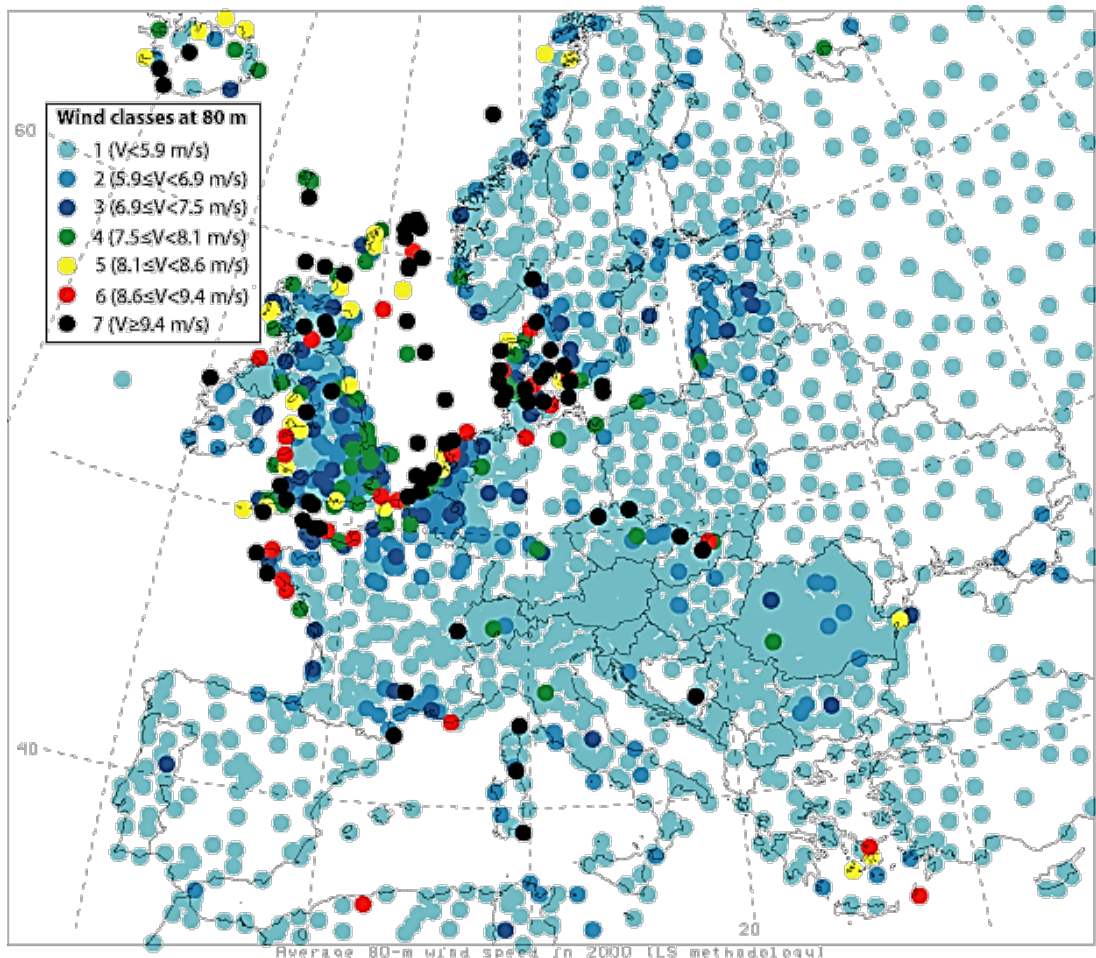 60
Wind classes at 80 m
1 (V<5.9 m/s)
2 (5.9≤V<6.9 m/s)
3 (6.9≤V<7.5 m/s)
4 (7.5≤V<8.1 m/s)
5 (8.1≤V<8.6 m/s)
6 (8.6≤V<9.4 m/s)
7 (V≥9.4 m/s)
40
20
Average 80-m wind speed in 2000 (LS methodology)